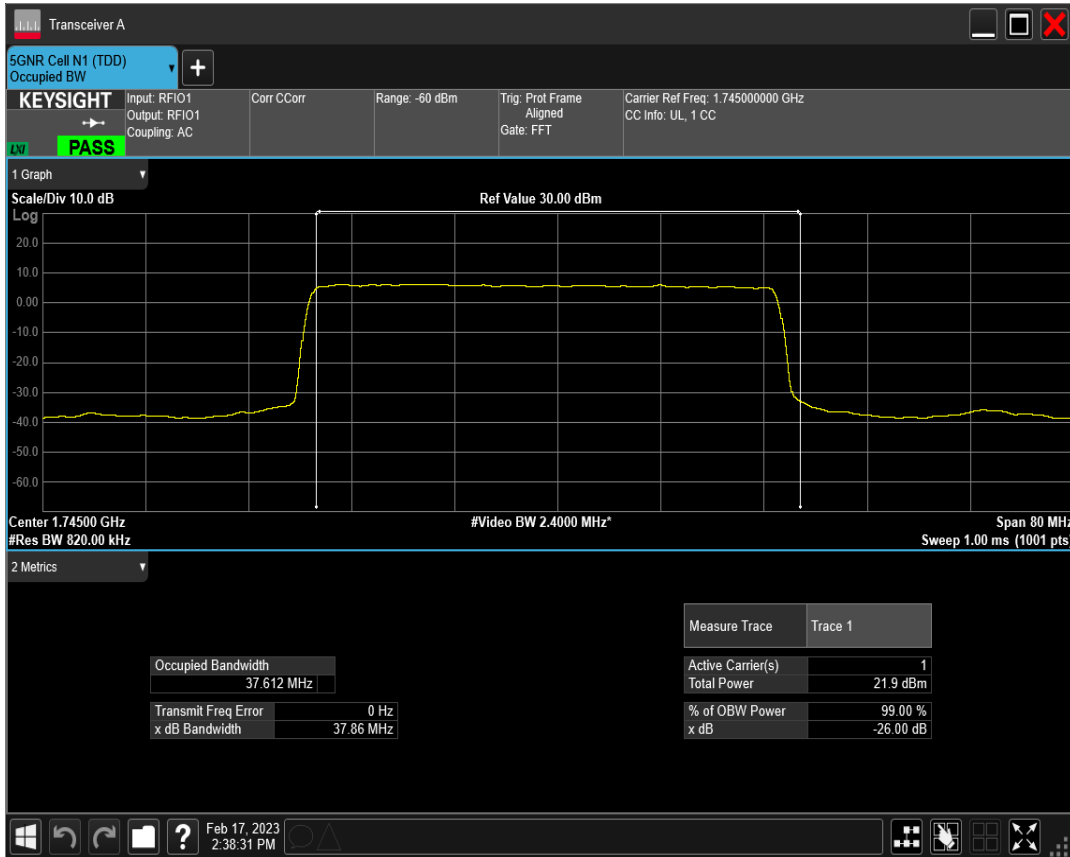 Transceiver A
5GNR Cell N1 (TDD)
Occupied BW
+
KEYSIGHT
LXI
PASS
Input: RFIO1
Output: RFIO1
Coupling: AC
Corr CCorr
Range: -60 dBm
Trig: Prot Frame
Aligned
Gate: FFT
Carrier Ref Freq: 1.745000000 GHz
CC Info: UL, 1 CC
1 Graph
Scale/Div 10.0 dB
Ref Value 30.00 dBm
Log
20.0
10.0
0.00
-10.0
-20.0
-30.0
-40.0
-50.0
-60.0
Center 1.74500 GHz
#Video BW 2.4000 MHz*
Span 80 MHz
#Res BW 820.00 kHz
Sweep 1.00 ms (1001 pts)
2 Metrics
Measure Trace Trace 1
Occupied Bandwidth
37.612 MHz
Active Carrier(s) 1
Total Power 21.9 dBm
Transmit Freq Error 0 Hz
x dB Bandwidth 37.86 MHz
% of OBW Power 99.00 %
x dB -26.00 dB
?
Feb 17, 2023
2:38:31 PM